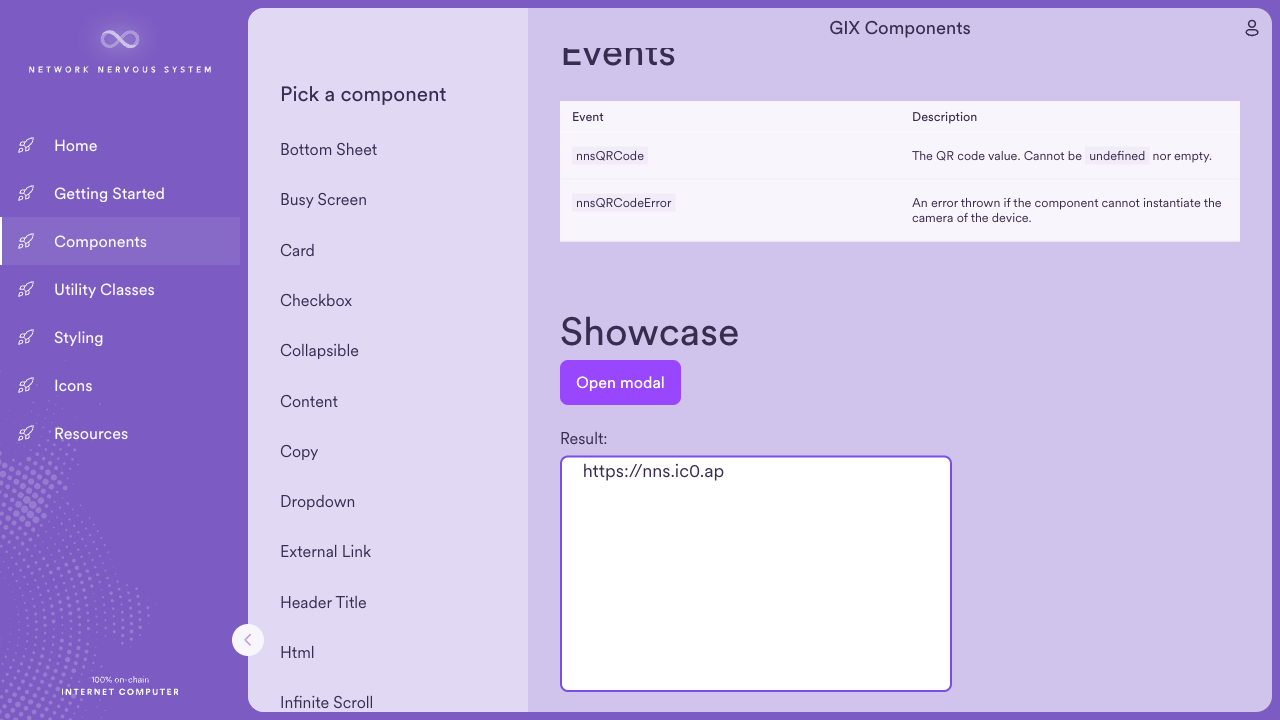 NETWORK NERVOUS SYSTEM
Home
Getting Started
Components
Utility Classes
Styling
Icons
Resources
100% on-chain
INTERNET COMPUTER
Pick a component
Bottom Sheet
Busy Screen
Card
Checkbox
Collapsible
Content
Copy
Dropdown
External Link
Header Title
Html
Infinite Scroll
GIX Components
Events
Event Description
nnsQRCode The QR code value. Cannot be undefined nor empty.
nnsQRCodeError An error thrown if the component cannot instantiate the
camera of the device.
Showcase
Open modal
Result:
https://nns.ic0.ap